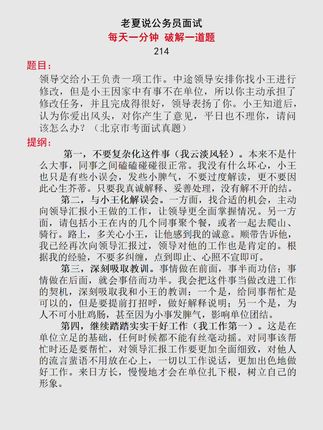 老夏说公务员面试
每天一分钟 破解一道题
214
题目：
领导交给小王负责一项工作。中途领导安排你找小王进行
修改，但是小王因家中有事不在单位，所以你主动承担了
修改任务，并且完成得很好，领导表扬了你。小王知道后，
认为你爱出风头，对你产生了意见，平日也不理你，请问
该怎么办？（北京市考面试真题）
提纲：
第一，不要复杂化这件事（我云淡风轻）。本来不是什
么大事，同事之间磕磕碰碰很正常。我没有什么坏心，小王
也只是有些小误会，发些小脾气，不要过度解读，更不要因
此心生芥蒂。只要我真诚解释、妥善处理，没有解不开的结。
第二，与小王化解误会。一方面，找合适的机会，主动
向领导汇报小王做的工作，让领导更全面掌握情况。另一方
面，请包括小王在内的几个同事聚个餐，或者一起去爬山、
骑行。路上，多关心小王，让他感到我的诚意。顺带告诉他，
我已经再次向领导汇报过，领导对他的工作也是肯定的。根
据我的经验，不要多纠缠，点到即止、心照不宣即可。
第三，深刻吸取教训。事情做在前面，事半功倍；事情
做在后面，就会事倍而功半。我会把这件事当做改进工作
的契机，深刻吸取我和小王的教训：一个是，给同事帮忙是
可以的，但是要提前打招呼，做好解释说明；另一个是，为
人不可小肚鸡肠，甚至因为小事发脾气，影响单位团结。
第四，继续踏踏实实干好工作（我工作第一）。这是在
单位立足的基础，任何时候都不能有丝毫动摇。对同事该帮
忙时还是要帮忙，对领导汇报工作要更加全面细致，对他人
的流言蜚语不用放在心上，一切以工作说话，更加出色地做
好工作。来日方长，慢慢地才会在单位扎下根，树立自己的
形象。